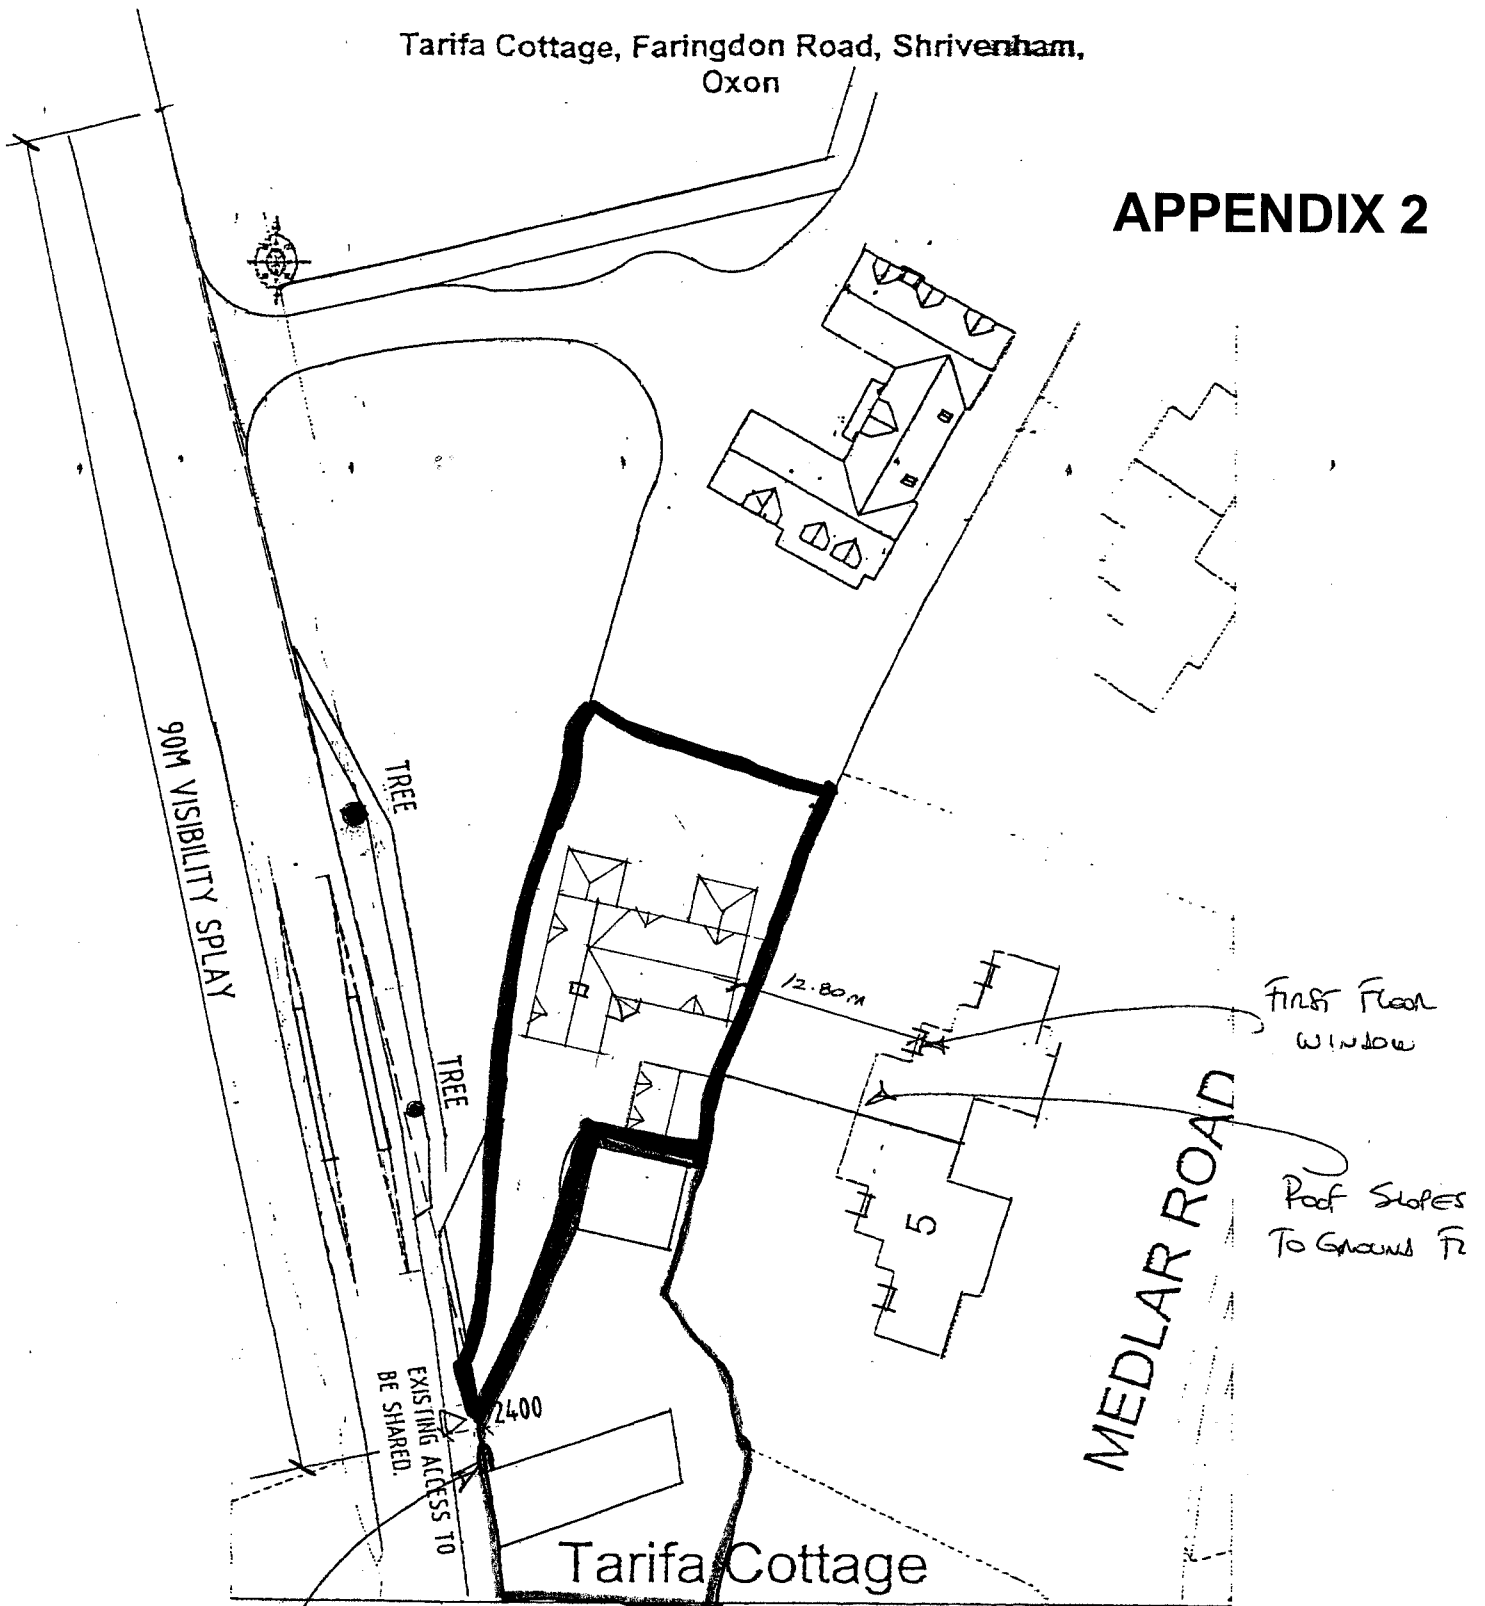 Tarifa Cottage, Faringdon Road, Shrivenham,
Oxon
APPENDIX 2
90M VISIBILITY SPLAY
TREE
TREE
12.80m
FIRST FLOOR
WINDOW
ROOF SLOPES
TO GROUND FL
5
MEDLAR ROAD
2400
EXISTING ACCESS TO
BE SHARED.
Tarifa Cottage